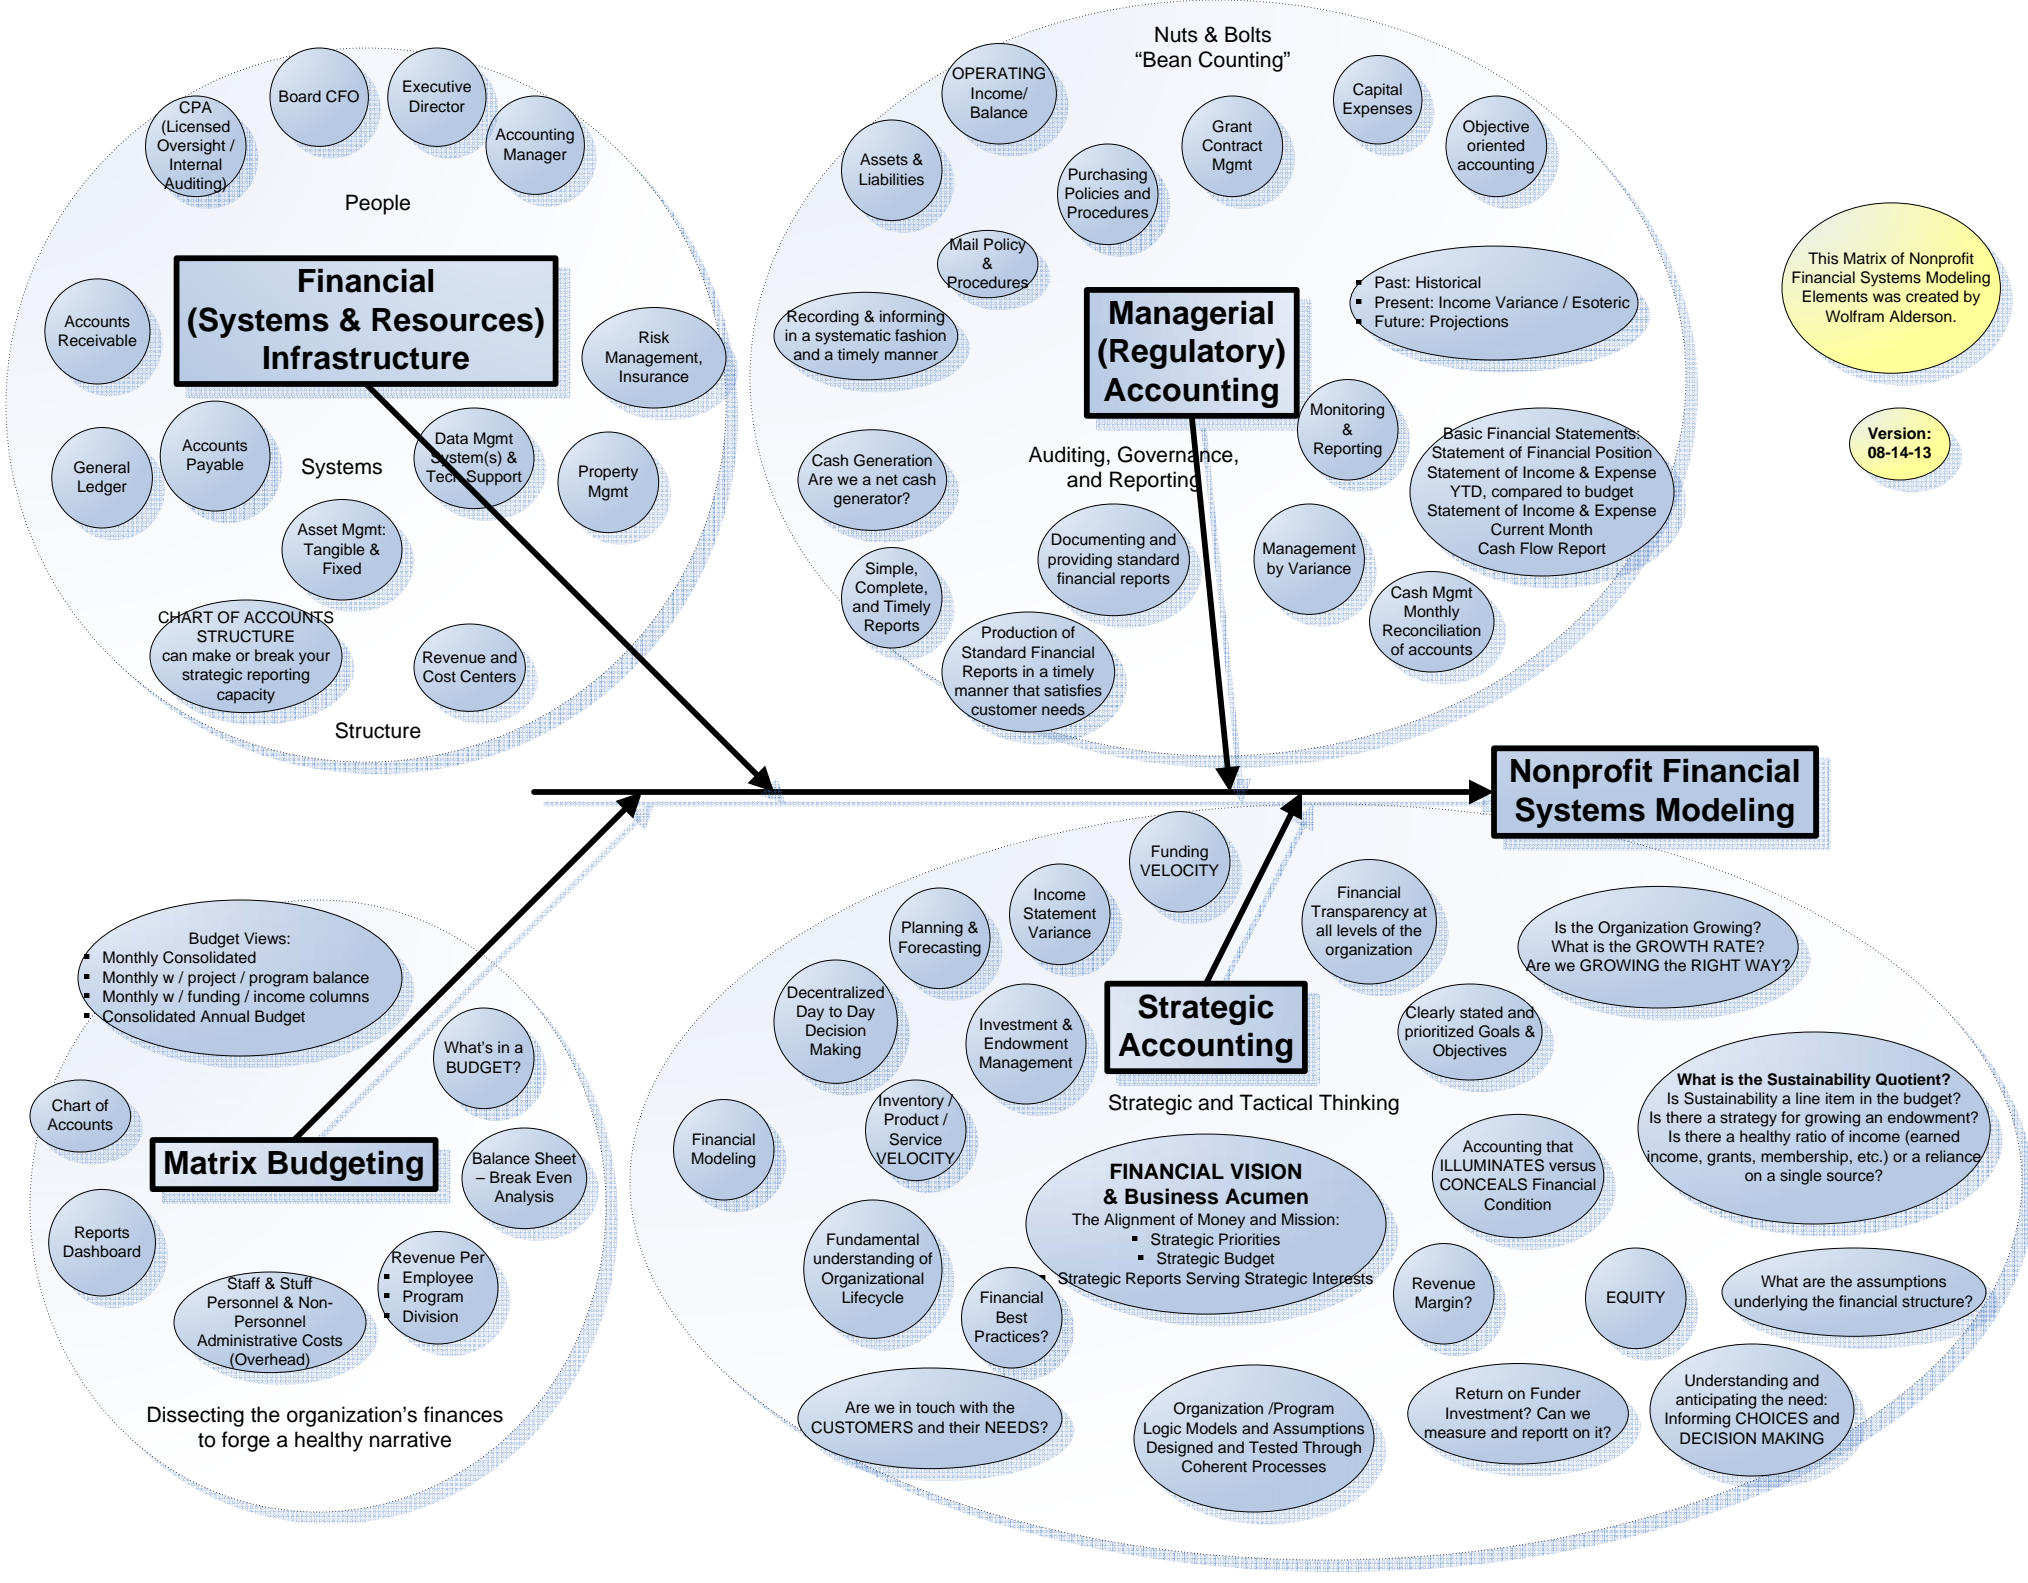 CPA
(Licensed
Oversight /
Internal
Auditing)
Board CFO
Executive
Director
Accounting
Manager
People
Financial
(Systems & Resources)
Infrastructure
Accounts
Receivable
Risk
Management,
Insurance
General
Ledger
Accounts
Payable
Systems
Data Mgmt
System(s) &
Tech Support
Property
Mgmt
Asset Mgmt:
Tangible &
Fixed
CHART OF ACCOUNTS
STRUCTURE
can make or break your
strategic reporting
capacity
Revenue and
Cost Centers
Structure
Nuts & Bolts
“Bean Counting”
OPERATING
Income/
Balance
Capital
Expenses
Assets &
Liabilities
Purchasing
Policies and
Procedures
Grant
Contract
Mgmt
Objective
oriented
accounting
Mail Policy
&
Procedures
Recording & informing
in a systematic fashion
and a timely manner
Managerial
(Regulatory)
Accounting
▪ Past: Historical
▪ Present: Income Variance / Esoteric
▪ Future: Projections
Monitoring
&
Reporting
Basic Financial Statements:
Statement of Financial Position
Statement of Income & Expense
YTD, compared to budget
Statement of Income & Expense
Current Month
Cash Flow Report
Cash Generation
Are we a net cash
generator?
Auditing, Governance,
and Reporting
Simple,
Complete,
and Timely
Reports
Documenting and
providing standard
financial reports
Management
by Variance
Cash Mgmt
Monthly
Reconciliation
of accounts
Production of
Standard Financial
Reports in a timely
manner that satisfies
customer needs
This Matrix of Nonprofit
Financial Systems Modeling
Elements was created by
Wolfram Alderson.
Version:
08-14-13
Nonprofit Financial
Systems Modeling
Budget Views:
▪ Monthly Consolidated
▪ Monthly w / project / program balance
▪ Monthly w / funding / income columns
▪ Consolidated Annual Budget
What's in a
BUDGET?
Chart of
Accounts
Matrix Budgeting
Balance Sheet
– Break Even
Analysis
Reports
Dashboard
Staff & Stuff
Personnel & Non-
Personnel
Administrative Costs
(Overhead)
Revenue Per
▪ Employee
▪ Program
▪ Division
Dissecting the organization’s finances
to forge a healthy narrative
Funding
VELOCITY
Income
Statement
Variance
Planning &
Forecasting
Financial
Transparency at
all levels of the
organization
Is the Organization Growing?
What is the GROWTH RATE?
Are we GROWING the RIGHT WAY?
Decentralized
Day to Day
Decision
Making
Investment &
Endowment
Management
Strategic
Accounting
Clearly stated and
prioritized Goals &
Objectives
Strategic and Tactical Thinking
Financial
Modeling
Inventory /
Product /
Service
VELOCITY
What is the Sustainability Quotient?
Is Sustainability a line item in the budget?
Is there a strategy for growing an endowment?
Is there a healthy ratio of income (earned
income, grants, membership, etc.) or a reliance
on a single source?
Accounting that
ILLUMINATES versus
CONCEALS Financial
Condition
FINANCIAL VISION
& Business Acumen
The Alignment of Money and Mission:
▪ Strategic Priorities
▪ Strategic Budget
▪ Strategic Reports Serving Strategic Interests
Fundamental
understanding of
Organizational
Lifecycle
Financial
Best
Practices?
Revenue
Margin?
EQUITY
What are the assumptions
underlying the financial structure?
Are we in touch with the
CUSTOMERS and their NEEDS?
Organization /Program
Logic Models and Assumptions
Designed and Tested Through
Coherent Processes
Return on Funder
Investment? Can we
measure and reportt on it?
Understanding and
anticipating the need:
Informing CHOICES and
DECISION MAKING